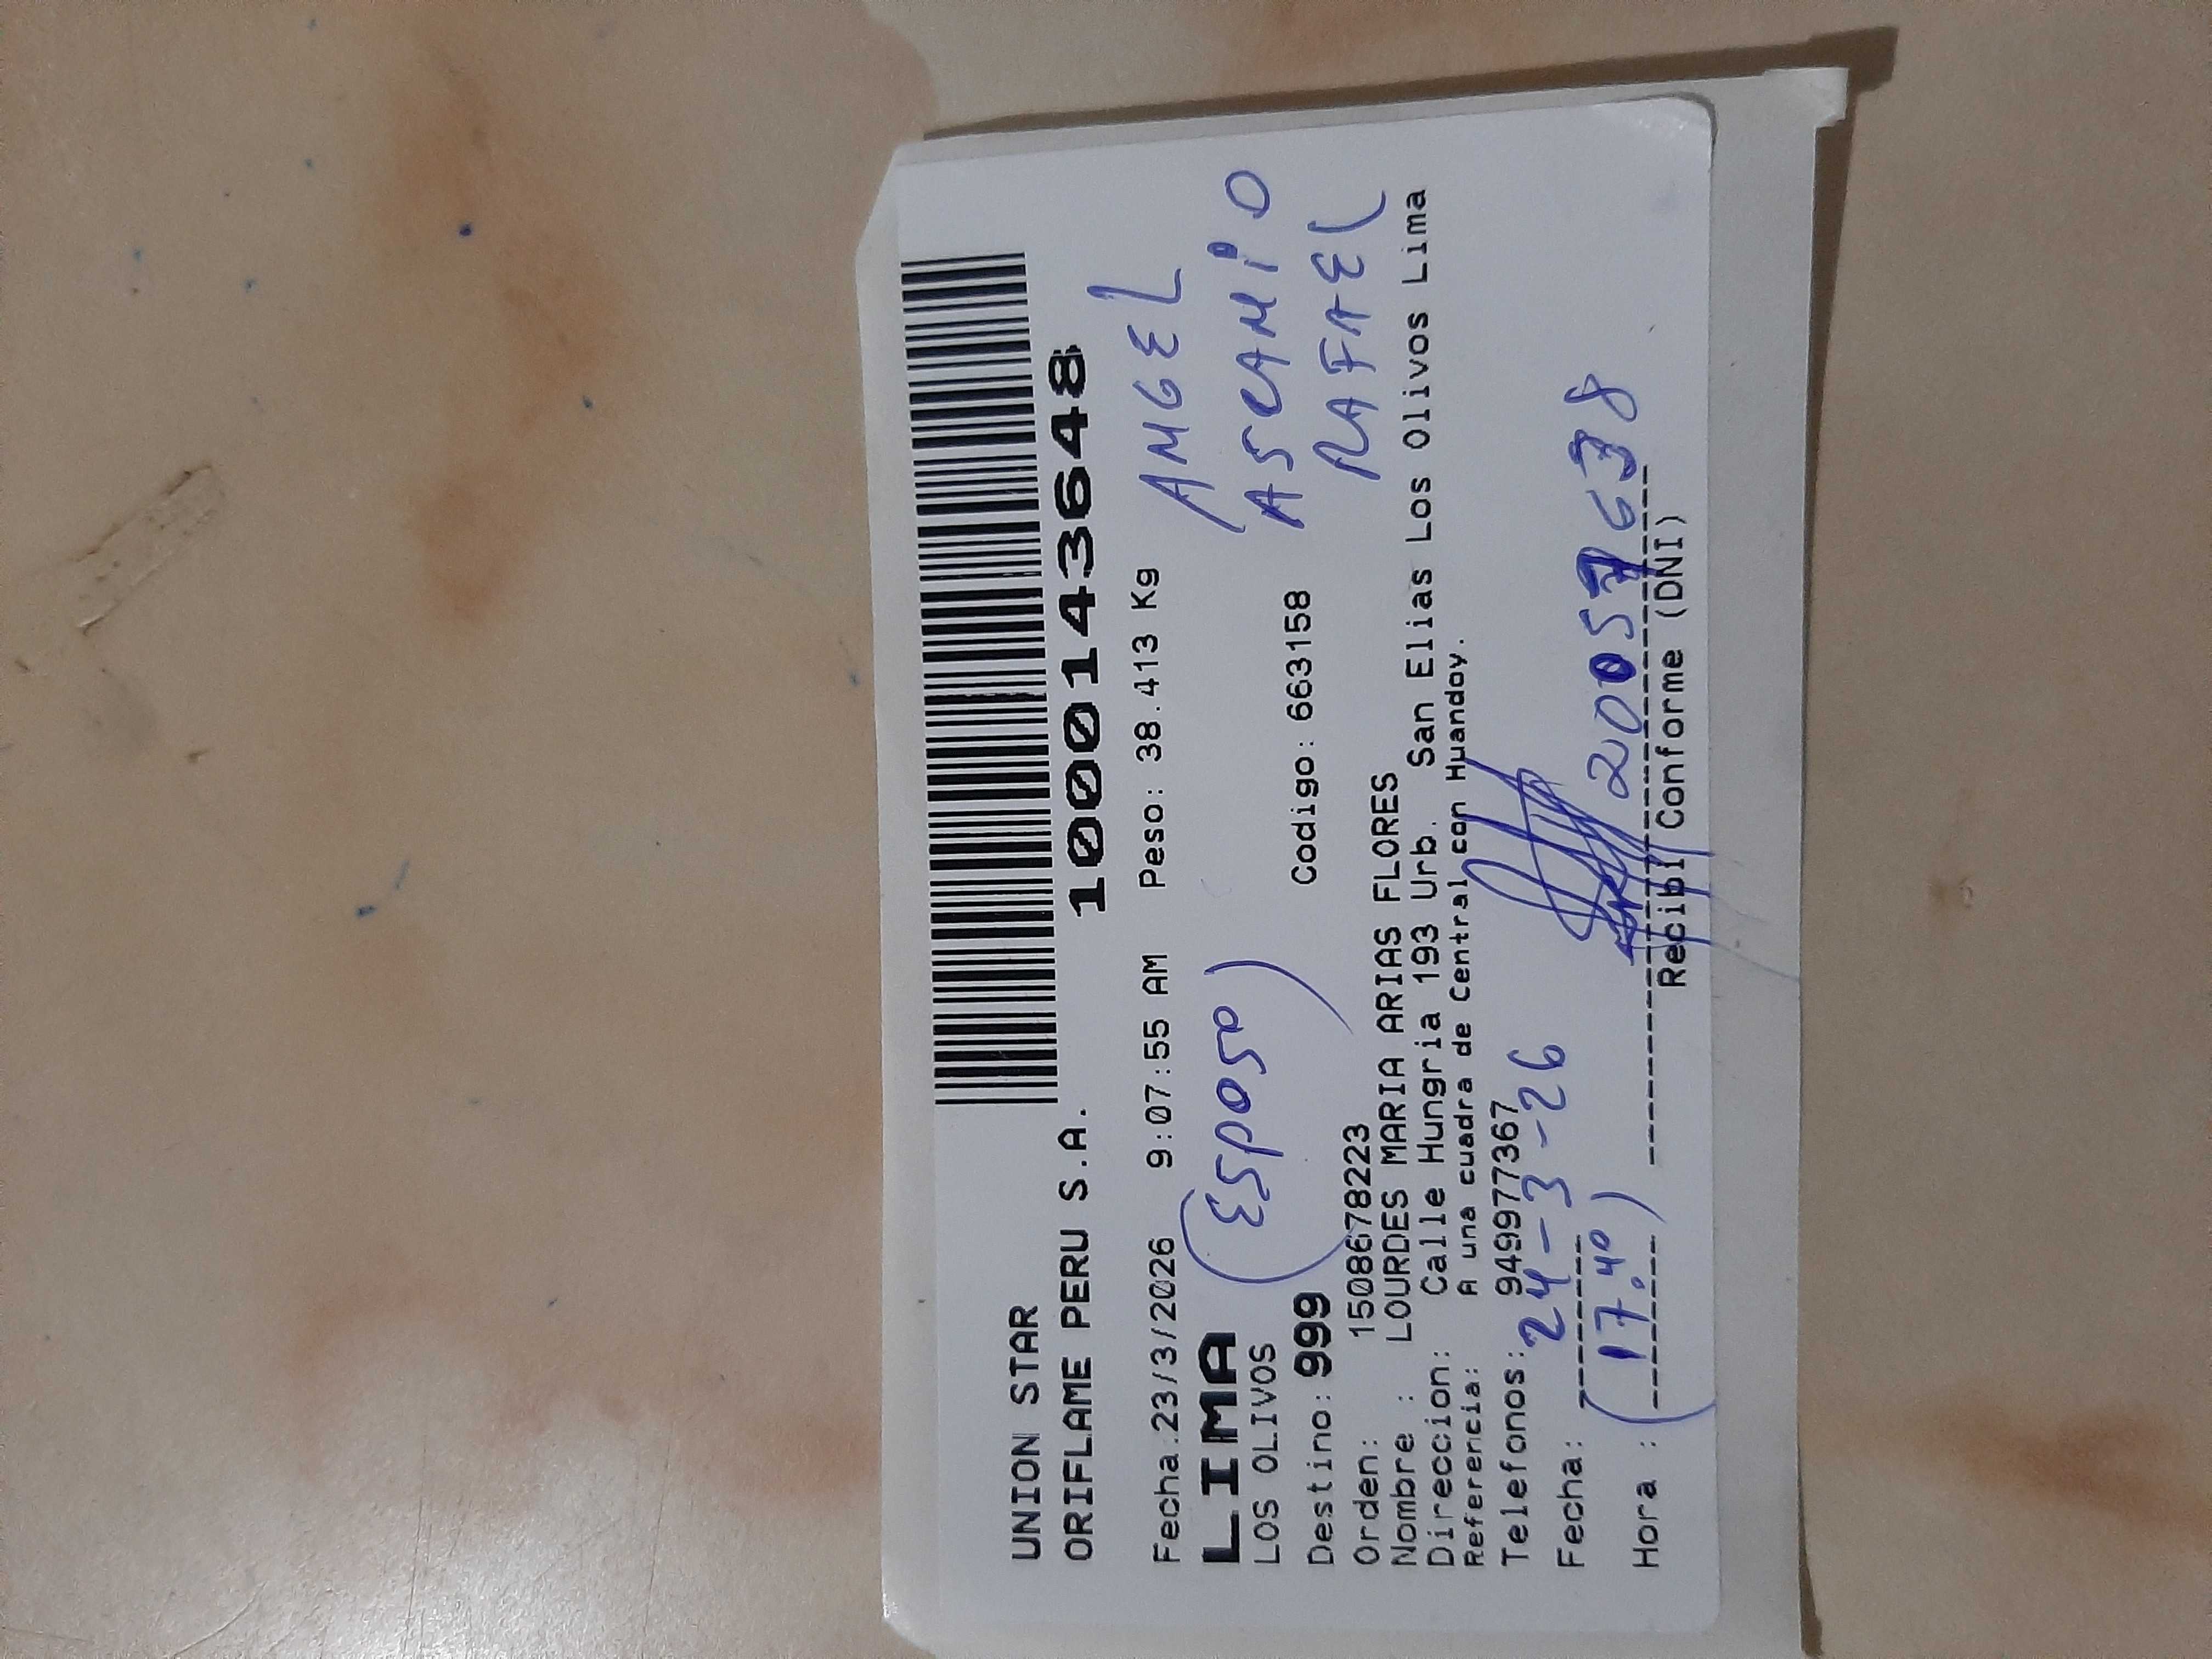 UNION STAR
ORIFLAME PERU S.A.
10001436648
Fecha:23/3/2026 9:07:55 AM Peso: 38.413 Kg
LIMA
LOS OLIVOS
(Esposo)
ANGEL
ASCANIO
RAFAEL
Destino: 999 Codigo: 663158
Orden: 1508678223
Nombre : LOURDES MARIA ARIAS FLORES
Direccion: Calle Hungria 193 Urb. San Elias Los Olivos Lima
Referencia: A una cuadra de Central con Huandoy.
Telefonos: 949977367
Fecha: 24-3-26
Hora : (17.40) 20057638
Recibi Conforme (DNI)